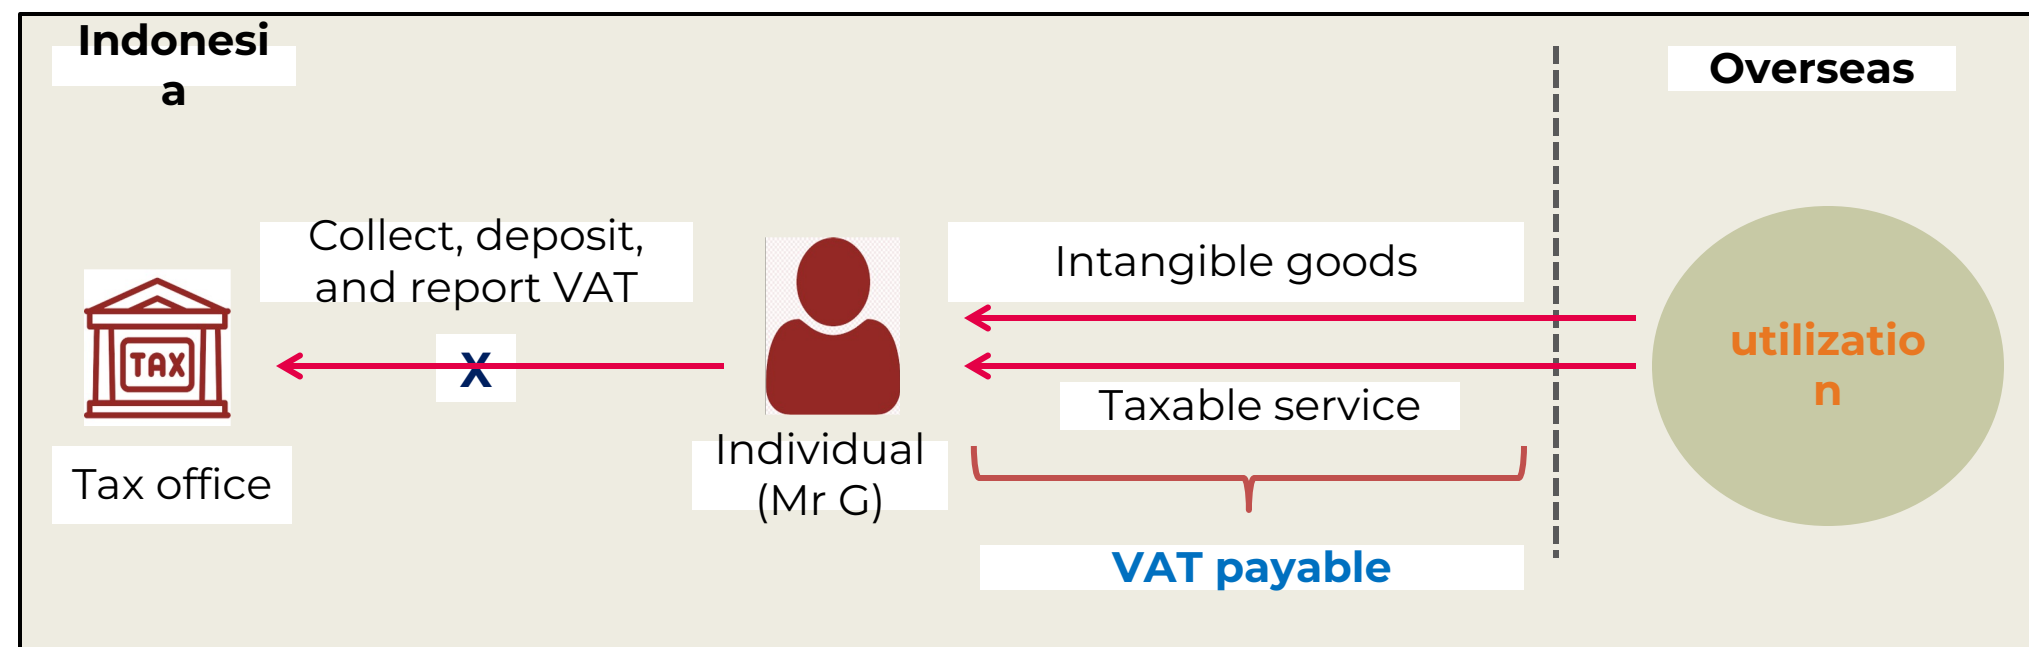 Indonesi
a
Overseas
Collect, deposit,
and report VAT
X
TAX
Tax office
Individual
(Mr G)
Intangible goods
Taxable service
VAT payable
utilizatio
n